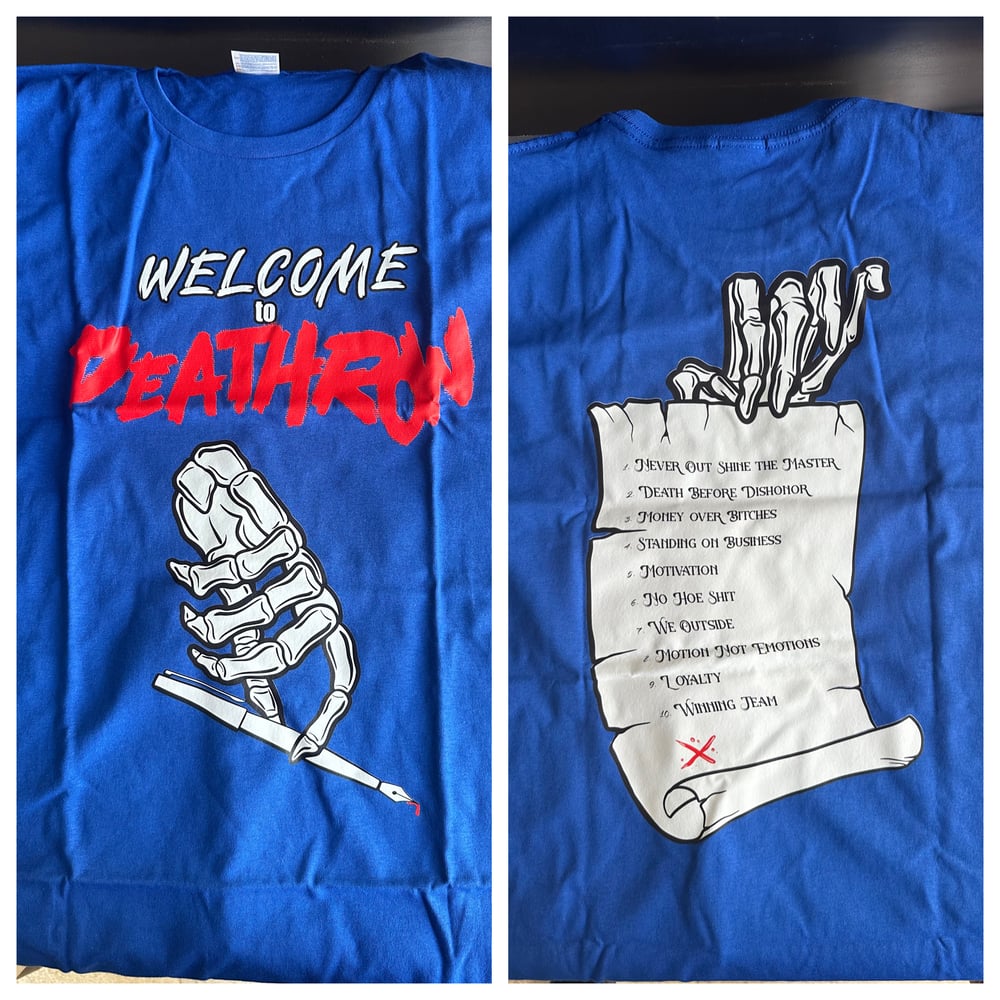 WELCOME
to
DEATHROW
1. Never Out Shine the Master
2. Death Before Dishonor
3. Money over Bitches
4. Standing on Business
5. Motivation
6. No Hoe Shit
7. We Outside
8. Motion Not Emotions
9. Loyalty
10. Winning Team
X